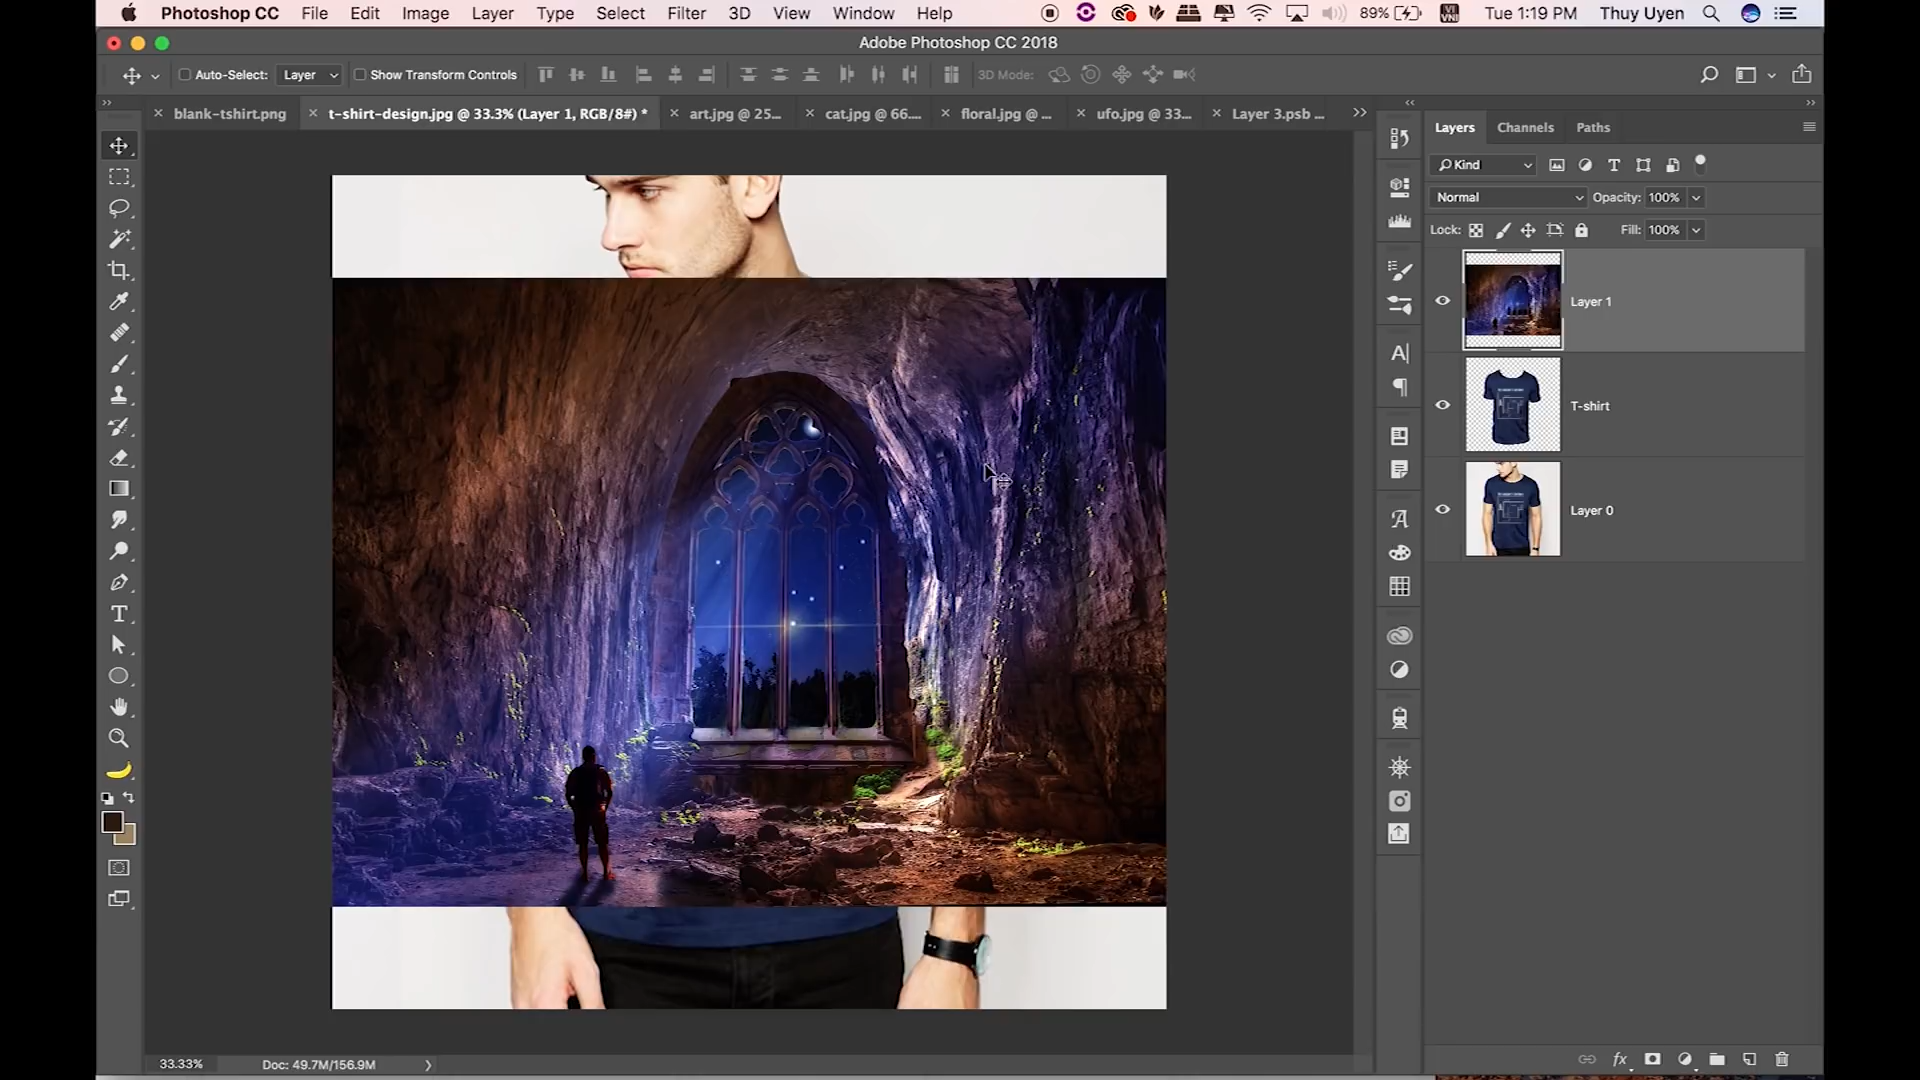 Photoshop CC File Edit Image Layer Type Select Filter 3D View Window Help 89% VI VNI Tue 1:19 PM Thuy Uyen
Adobe Photoshop CC 2018
Auto-Select: Layer Show Transform Controls 3D Mode:
blank-tshirt.png t-shirt-design.jpg @ 33.3% (Layer 1, RGB/8#) * art.jpg @ 25... cat.jpg @ 66.... floral.jpg @ ... ufo.jpg @ 33... Layer 3.psb ...
Layers Channels Paths
Kind
Normal Opacity: 100%
Lock: Fill: 100%
Layer 1
T-shirt
Layer 0
33.33% Doc: 49.7M/156.9M